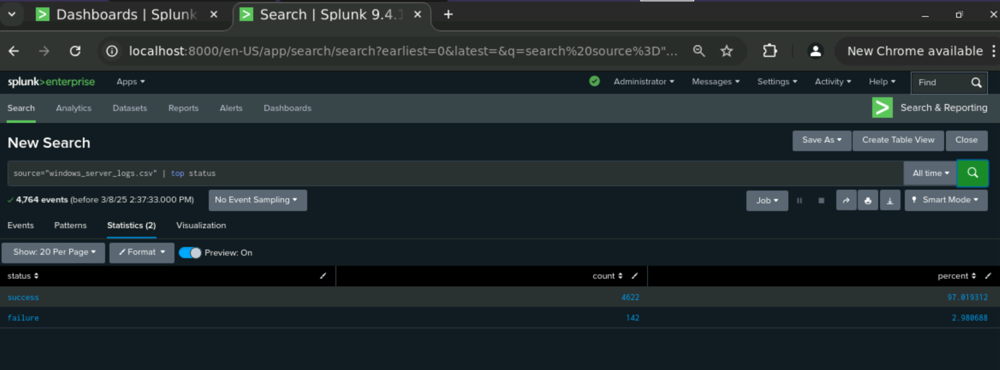 Dashboards | Splunk
Search | Splunk 9.4.1
localhost:8000/en-US/app/search/search?earliest=0&latest=&q=search%20source%3D"...
New Chrome available
splunk>enterprise Apps
Administrator Messages Settings Activity Help Find
Search Analytics Datasets Reports Alerts Dashboards
Search & Reporting
New Search
Save As Create Table View Close
source="windows_server_logs.csv" | top status
All time
4,764 events (before 3/8/25 2:37:33.000 PM) No Event Sampling
Job Smart Mode
Events Patterns Statistics (2) Visualization
Show: 20 Per Page Format Preview: On
status count percent
success 4622 97.019312
failure 142 2.980688